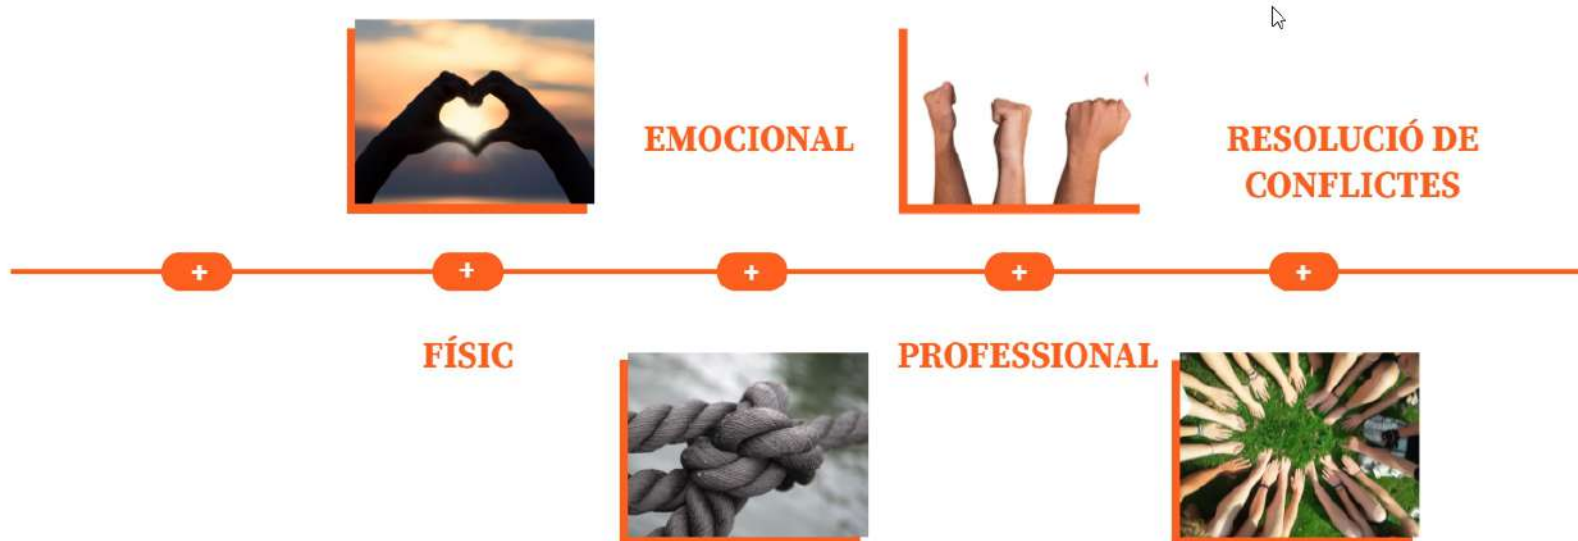 EMOCIONAL
RESOLUCIÓ DE
CONFLICTES
+ + + + +
FÍSIC
PROFESSIONAL